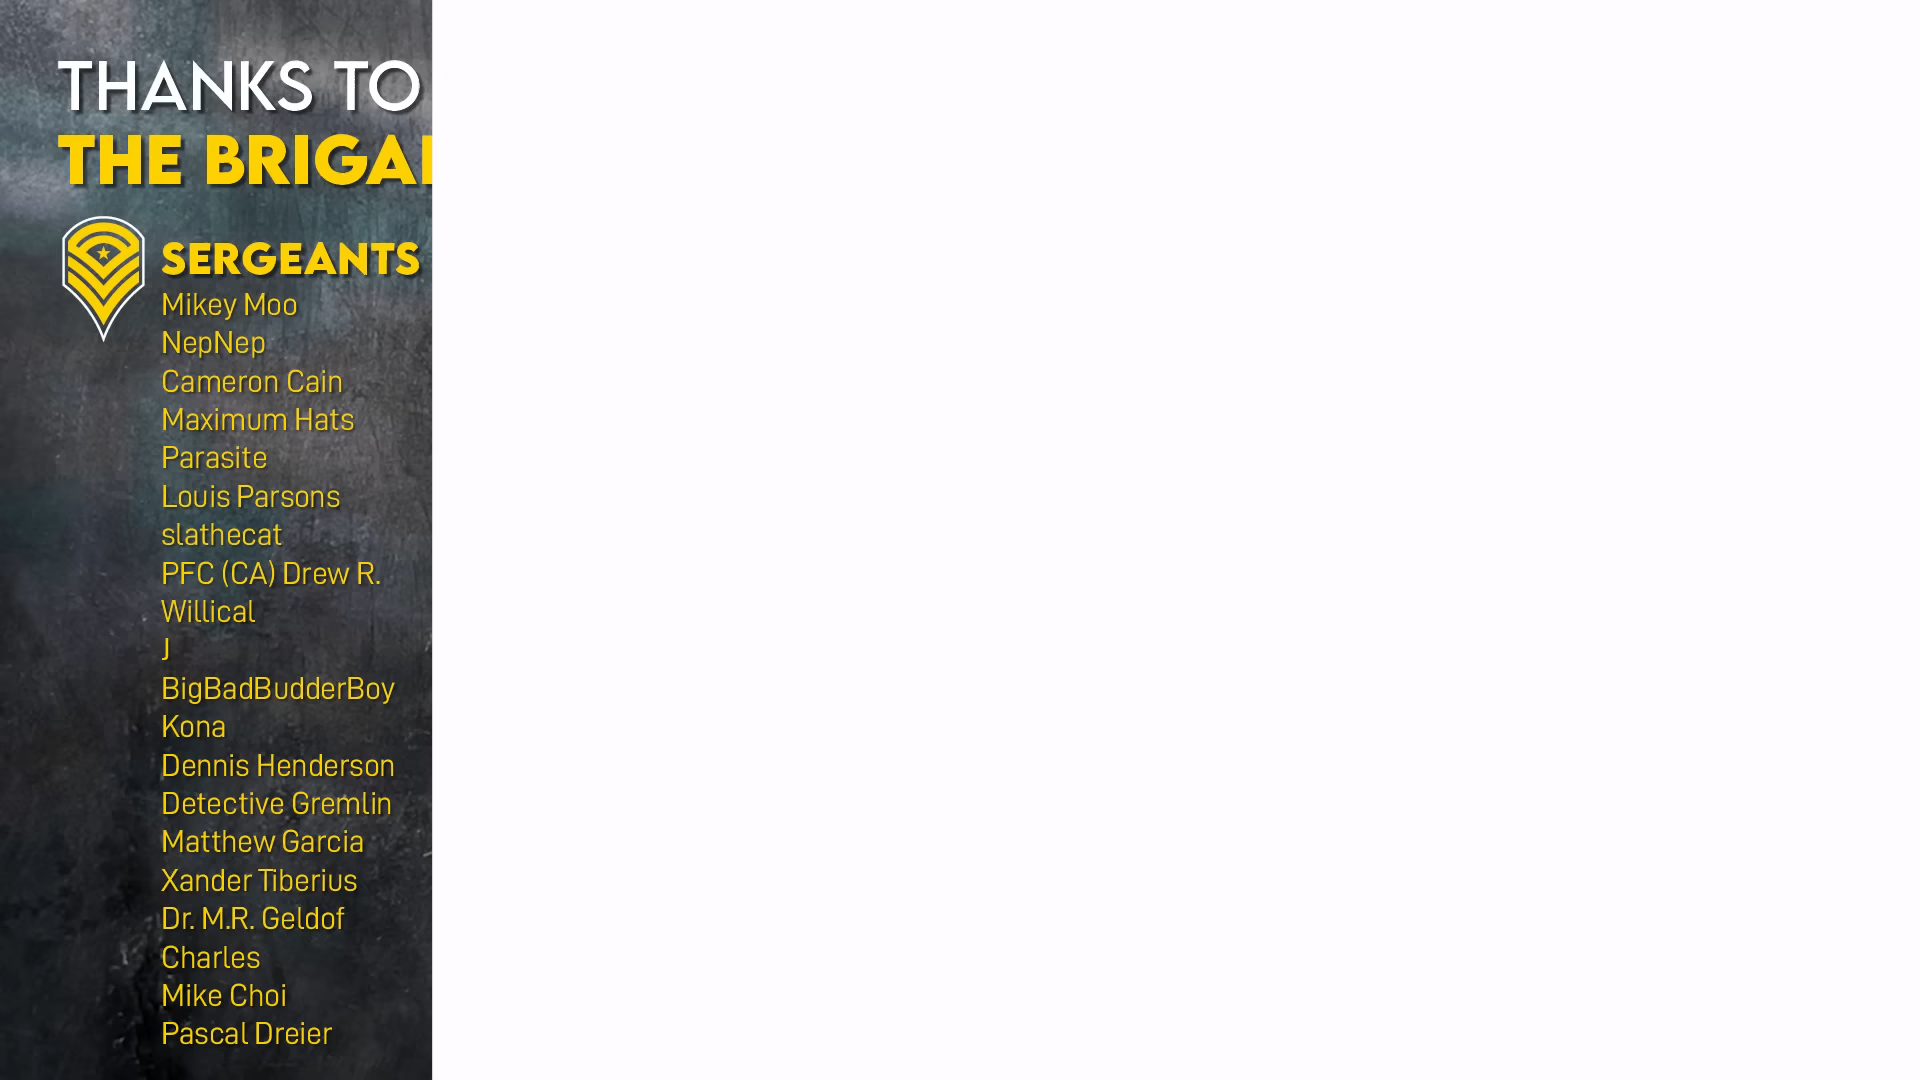 THANKS TO
THE BRIGA
SERGEANTS
Mikey Moo
NepNep
Cameron Cain
Maximum Hats
Parasite
Louis Parsons
slathecat
PFC (CA) Drew R.
Willical
J
BigBadBudderBoy
Kona
Dennis Henderson
Detective Gremlin
Matthew Garcia
Xander Tiberius
Dr. M.R. Geldof
Charles
Mike Choi
Pascal Dreier